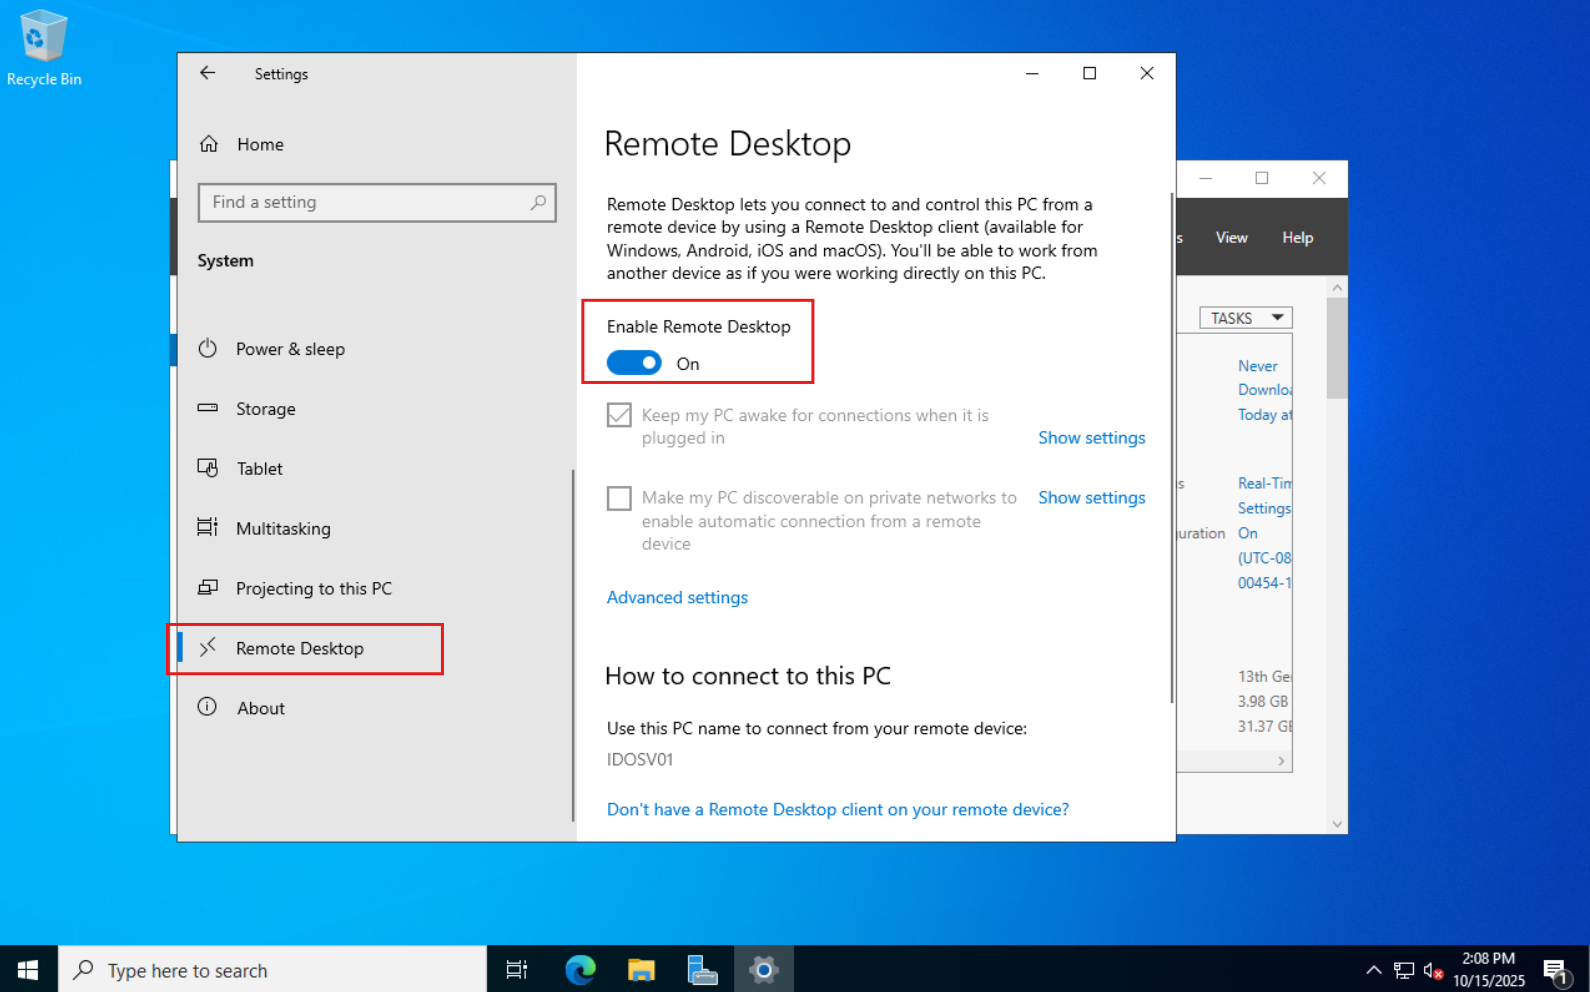 Recycle Bin
Settings
Home
Find a setting
System
Power & sleep
Storage
Tablet
Multitasking
Projecting to this PC
Remote Desktop
About
Remote Desktop
Remote Desktop lets you connect to and control this PC from a
remote device by using a Remote Desktop client (available for
Windows, Android, iOS and macOS). You'll be able to work from
another device as if you were working directly on this PC.
Enable Remote Desktop
On
Keep my PC awake for connections when it is
plugged in
Show settings
Make my PC discoverable on private networks to
enable automatic connection from a remote
device
Show settings
Advanced settings
How to connect to this PC
Use this PC name to connect from your remote device:
IDOSV01
Don't have a Remote Desktop client on your remote device?
s View Help
TASKS
Never
Downloa
Today at
s Real-Tim
Settings
uration On
(UTC-08
00454-1
13th Ge
3.98 GB
31.37 GB
Type here to search
2:08 PM
10/15/2025
1